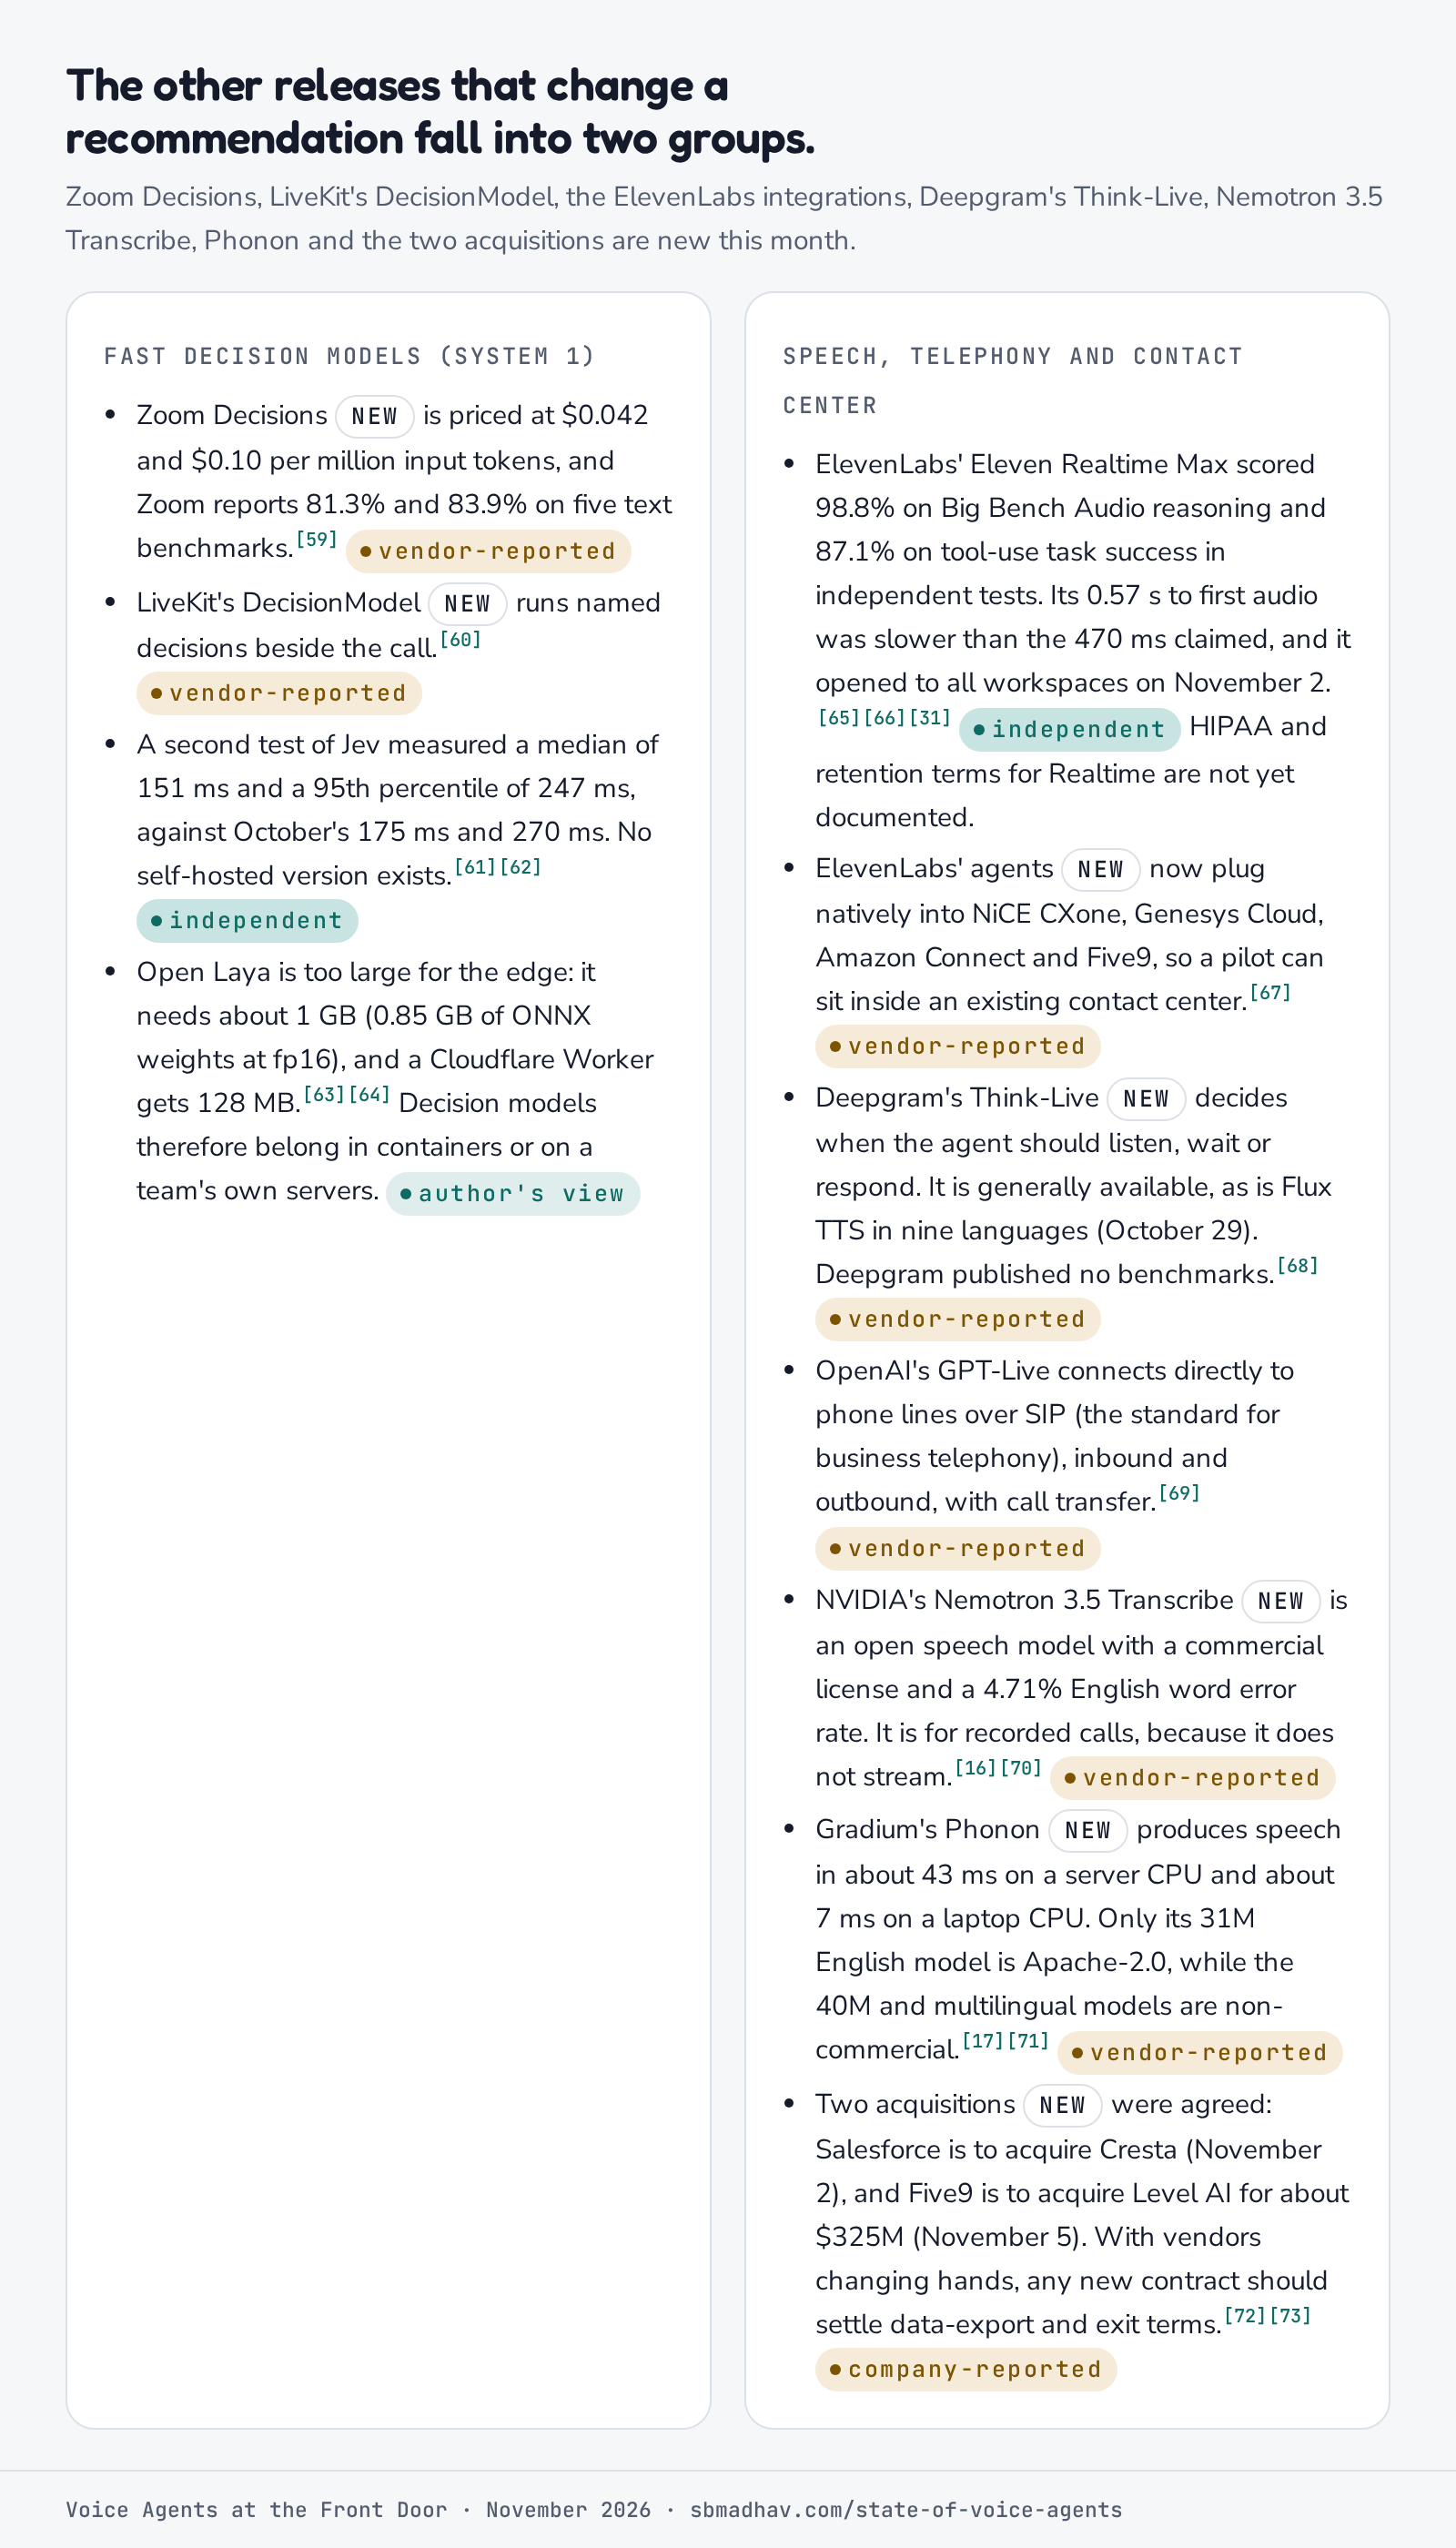 The other releases that change a
recommendation fall into two groups.
Zoom Decisions, LiveKit's DecisionModel, the ElevenLabs integrations, Deepgram's Think-Live, Nemotron 3.5
Transcribe, Phonon and the two acquisitions are new this month.
FAST DECISION MODELS (SYSTEM 1)
• Zoom Decisions NEW is priced at $0.042
and $0.10 per million input tokens, and
Zoom reports 81.3% and 83.9% on five text
benchmarks.[59] • vendor-reported
• LiveKit's DecisionModel NEW runs named
decisions beside the call.[60]
• vendor-reported
• A second test of Jev measured a median of
151 ms and a 95th percentile of 247 ms,
against October's 175 ms and 270 ms. No
self-hosted version exists.[61][62]
• independent
• Open Laya is too large for the edge: it
needs about 1 GB (0.85 GB of ONNX
weights at fp16), and a Cloudflare Worker
gets 128 MB.[63][64] Decision models
therefore belong in containers or on a
team's own servers. • author's view
SPEECH, TELEPHONY AND CONTACT
CENTER
• ElevenLabs' Eleven Realtime Max scored
98.8% on Big Bench Audio reasoning and
87.1% on tool-use task success in
independent tests. Its 0.57 s to first audio
was slower than the 470 ms claimed, and it
opened to all workspaces on November 2.
[65][66][31] • independent HIPAA and
retention terms for Realtime are not yet
documented.
• ElevenLabs' agents NEW now plug
natively into NiCE CXone, Genesys Cloud,
Amazon Connect and Five9, so a pilot can
sit inside an existing contact center.[67]
• vendor-reported
• Deepgram's Think-Live NEW decides
when the agent should listen, wait or
respond. It is generally available, as is Flux
TTS in nine languages (October 29).
Deepgram published no benchmarks.[68]
• vendor-reported
• OpenAI's GPT-Live connects directly to
phone lines over SIP (the standard for
business telephony), inbound and
outbound, with call transfer.[69]
• vendor-reported
• NVIDIA's Nemotron 3.5 Transcribe NEW is
an open speech model with a commercial
license and a 4.71% English word error
rate. It is for recorded calls, because it does
not stream.[16][70] • vendor-reported
• Gradium's Phonon NEW produces speech
in about 43 ms on a server CPU and about
7 ms on a laptop CPU. Only its 31M
English model is Apache-2.0, while the
40M and multilingual models are non-
commercial.[17][71] • vendor-reported
• Two acquisitions NEW were agreed:
Salesforce is to acquire Cresta (November
2), and Five9 is to acquire Level AI for about
$325M (November 5). With vendors
changing hands, any new contract should
settle data-export and exit terms.[72][73]
• company-reported
Voice Agents at the Front Door · November 2026 · sbmadhav.com/state-of-voice-agents